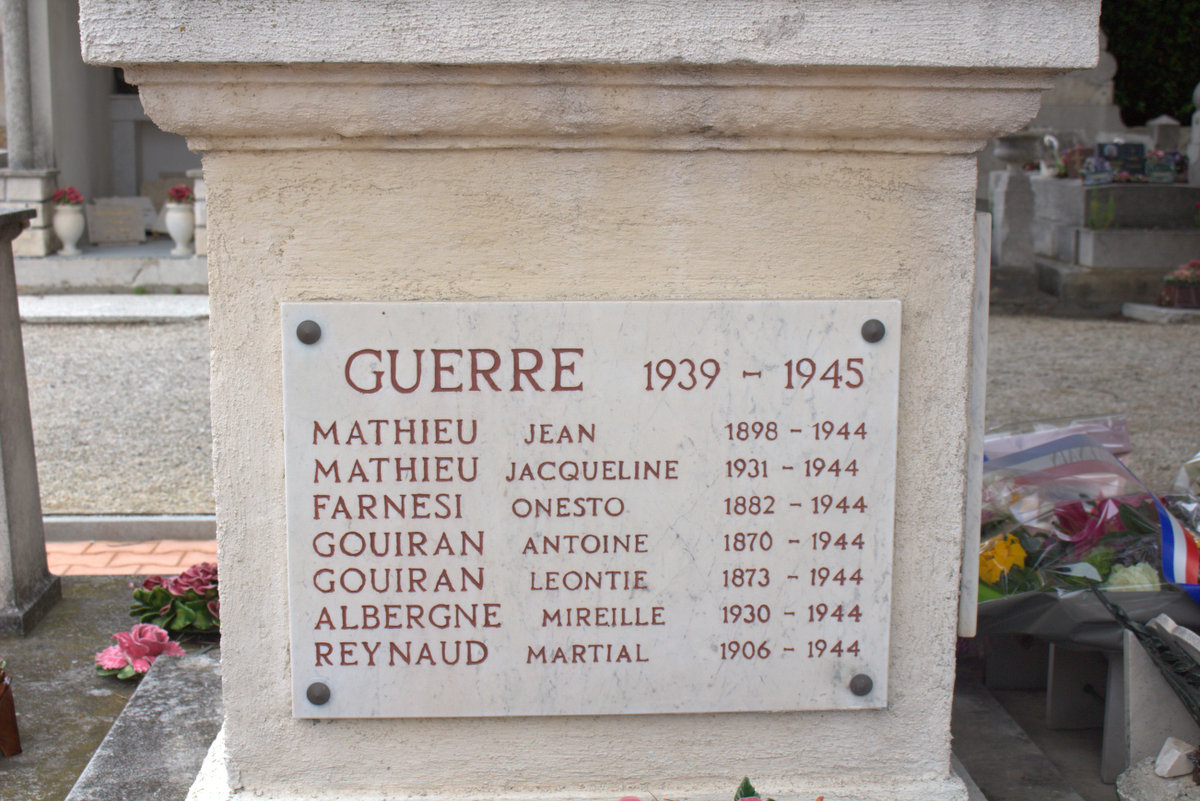 GUERRE 1939 - 1945
MATHIEU JEAN 1898 - 1944
MATHIEU JACQUELINE 1931 - 1944
FARNESI ONESTO 1882 - 1944
GOUIRAN ANTOINE 1870 - 1944
GOUIRAN LEONTIE 1873 - 1944
ALBERGNE MIREILLE 1930 - 1944
REYNAUD MARTIAL 1906 - 1944